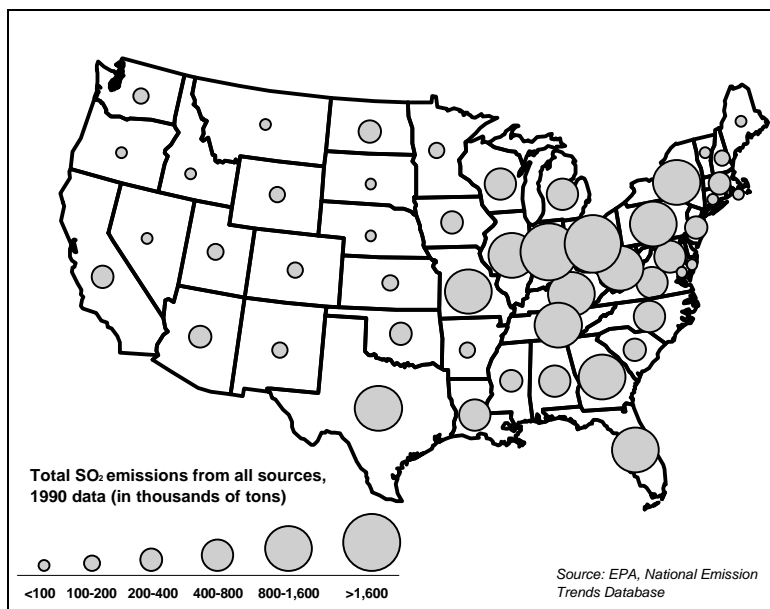 Total SO₂ emissions from all sources,
1990 data (in thousands of tons)
<100 100-200 200-400 400-800 800-1,600 >1,600
Source: EPA, National Emission
Trends Database